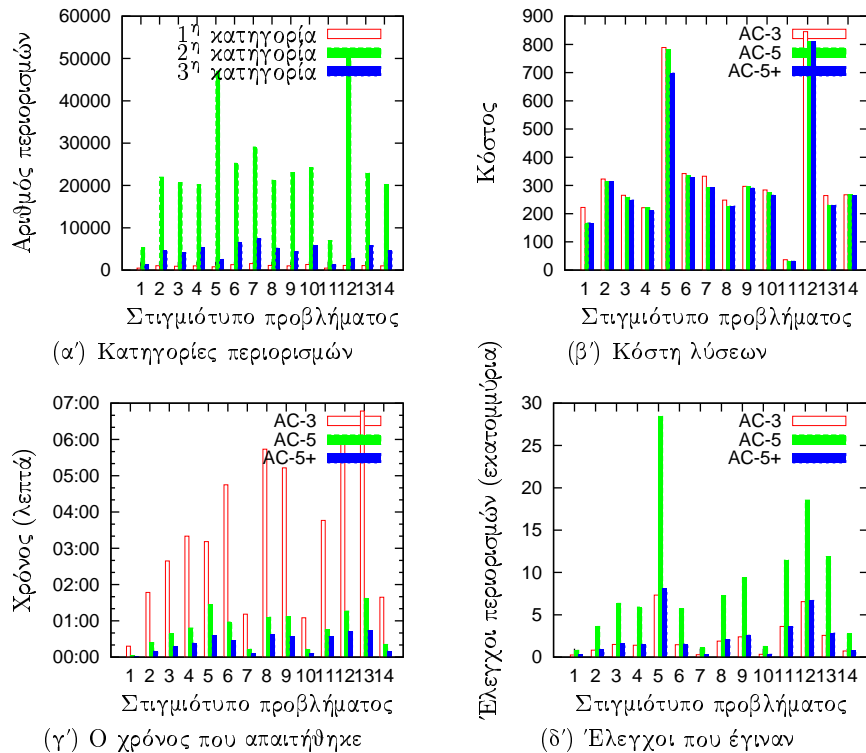 60000
50000
40000
30000
20000
10000
0
Αριθμός περιορισμών
1η κατηγορία
2η κατηγορία
3η κατηγορία
1 2 3 4 5 6 7 8 9 10 11 12 13 14
Στιγμιότυπο προβλήματος
(α′) Κατηγορίες περιορισμών
900
800
700
600
500
400
300
200
100
0
Κόστος
AC-3
AC-5
AC-5+
1 2 3 4 5 6 7 8 9 10 11 12 13 14
Στιγμιότυπο προβλήματος
(β′) Κόστη λύσεων
07:00
06:00
05:00
04:00
03:00
02:00
01:00
00:00
Χρόνος (λεπτά)
AC-3
AC-5
AC-5+
1 2 3 4 5 6 7 8 9 10 11 12 13 14
Στιγμιότυπο προβλήματος
(γ′) Ο χρόνος που απαιτήθηκε
30
25
20
15
10
5
0
Έλεγχοι περιορισμών (εκατομμύρια)
AC-3
AC-5
AC-5+
1 2 3 4 5 6 7 8 9 10 11 12 13 14
Στιγμιότυπο προβλήματος
(δ′) Έλεγχοι που έγιναν